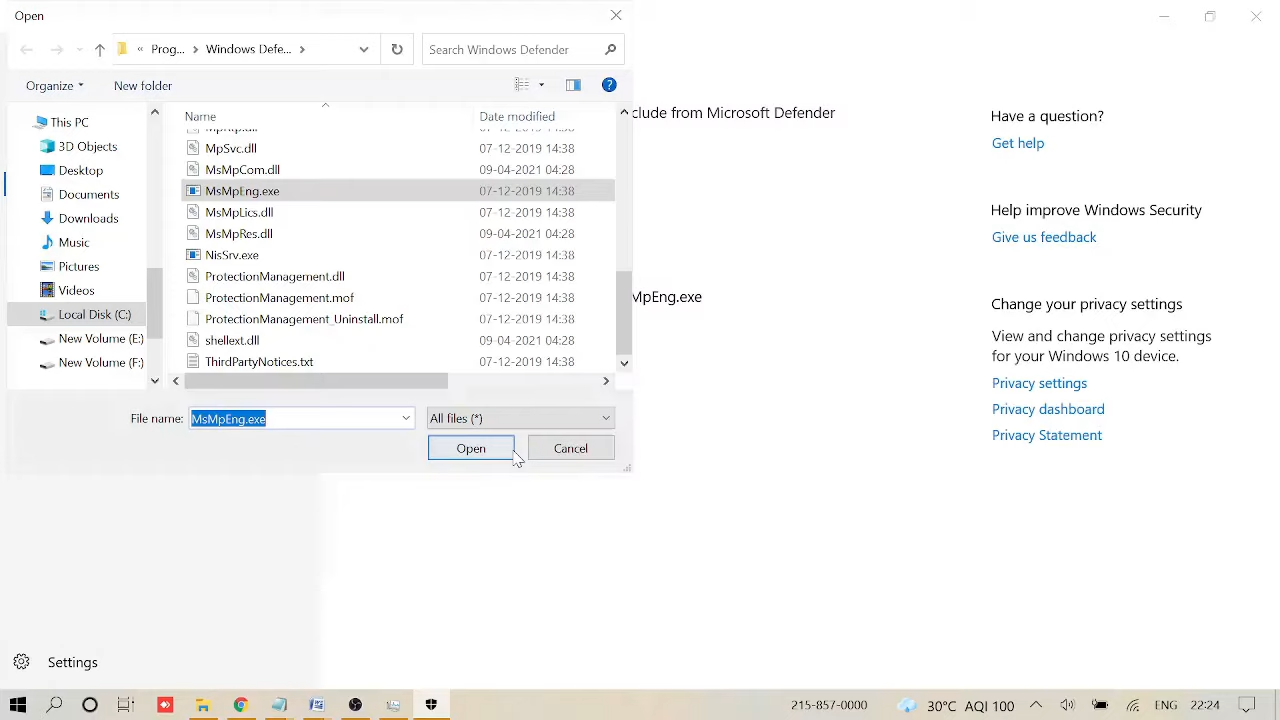 Open
« Prog... > Windows Defe... >
Search Windows Defender
Organize
New folder
This PC
3D Objects
Desktop
Documents
Downloads
Music
Pictures
Videos
Local Disk (C:)
New Volume (E:)
New Volume (F:)
Name Date modified
07-12-2019 14:38
MpSvc.dll 07-12-2019 14:38
MsMpCom.dll 09-04-2021 04:28
MsMpEng.exe 07-12-2019 14:38
MsMpLics.dll 07-12-2019 14:38
MsMpRes.dll 09-04-2021 04:28
NisSrv.exe 07-12-2019 14:38
ProtectionManagement.dll 07-12-2019 14:38
ProtectionManagement.mof 07-12-2019 14:38
ProtectionManagement_Uninstall.mof 07-12-2019 14:38
shellext.dll 09-04-2021 04:28
ThirdPartyNotices.txt 07-12-2019 14:38
File name: MsMpEng.exe All files (*)
Open Cancel
clude from Microsoft Defender
MpEng.exe
Have a question?
Get help
Help improve Windows Security
Give us feedback
Change your privacy settings
View and change privacy settings
for your Windows 10 device.
Privacy settings
Privacy dashboard
Privacy Statement
Settings
215-857-0000 30°C AQI 100 ENG 22:24